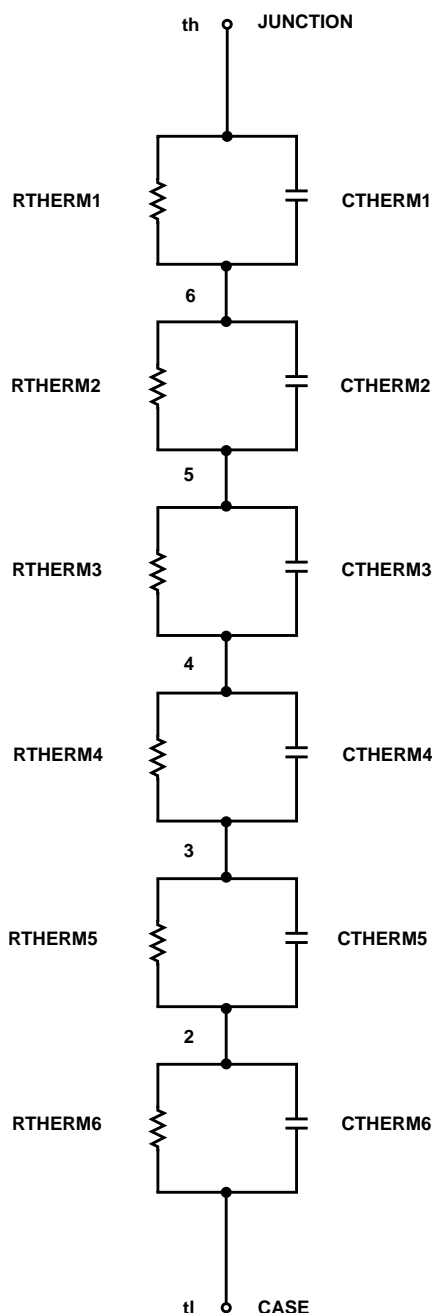 th JUNCTION
RTHERM1 CTHERM1
6
RTHERM2 CTHERM2
5
RTHERM3 CTHERM3
4
RTHERM4 CTHERM4
3
RTHERM5 CTHERM5
2
RTHERM6 CTHERM6
tl CASE